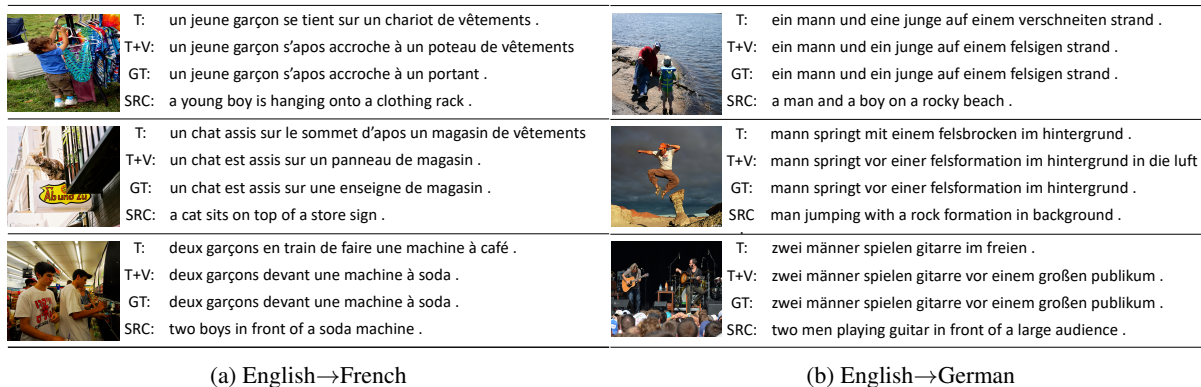 T: un jeune garçon se tient sur un chariot de vêtements .
T+V: un jeune garçon s'apos accroche à un poteau de vêtements
GT: un jeune garçon s'apos accroche à un portant .
SRC: a young boy is hanging onto a clothing rack .
T: un chat assis sur le sommet d'apos un magasin de vêtements
T+V: un chat est assis sur un panneau de magasin .
GT: un chat est assis sur une enseigne de magasin .
SRC: a cat sits on top of a store sign .
Ab und zu
T: deux garçons en train de faire une machine à café .
T+V: deux garçons devant une machine à soda .
GT: deux garçons devant une machine à soda .
SRC: two boys in front of a soda machine .
(a) English→French
T: ein mann und eine junge auf einem verschneiten strand .
T+V: ein mann und ein junge auf einem felsigen strand .
GT: ein mann und ein junge auf einem felsigen strand .
SRC: a man and a boy on a rocky beach .
T: mann springt mit einem felsbrocken im hintergrund .
T+V: mann springt vor einer felsformation im hintergrund in die luft
GT: mann springt vor einer felsformation im hintergrund .
SRC man jumping with a rock formation in background .
T: zwei männer spielen gitarre im freien .
T+V: zwei männer spielen gitarre vor einem großen publikum .
GT: zwei männer spielen gitarre vor einem großen publikum .
SRC: two men playing guitar in front of a large audience .
(b) English→German